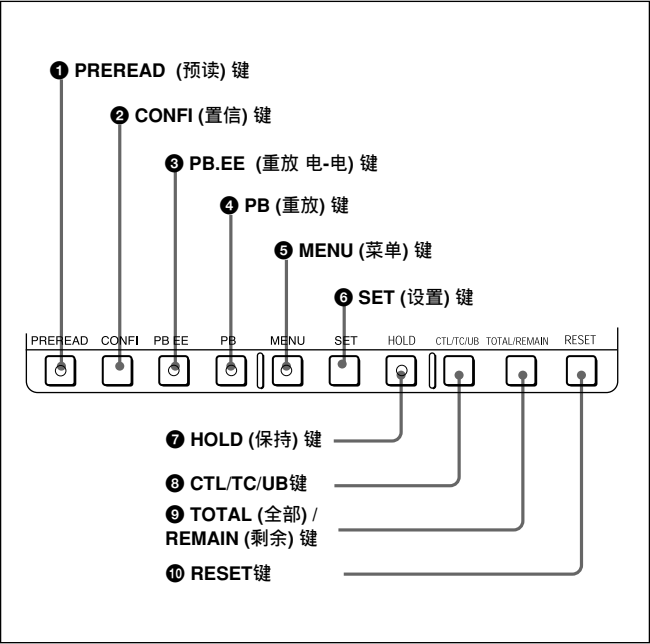 ❶ PREREAD (预读) 键
❷ CONFI (置信) 键
❸ PB.EE (重放 电-电) 键
❹ PB (重放) 键
❺ MENU (菜单) 键
❻ SET (设置) 键
PREREAD CONFI PB EE PB MENU SET HOLD CTL/TC/UB TOTAL/REMAIN RESET
❼ HOLD (保持) 键
❽ CTL/TC/UB键
❾ TOTAL (全部) /
REMAIN (剩余) 键
❿ RESET键